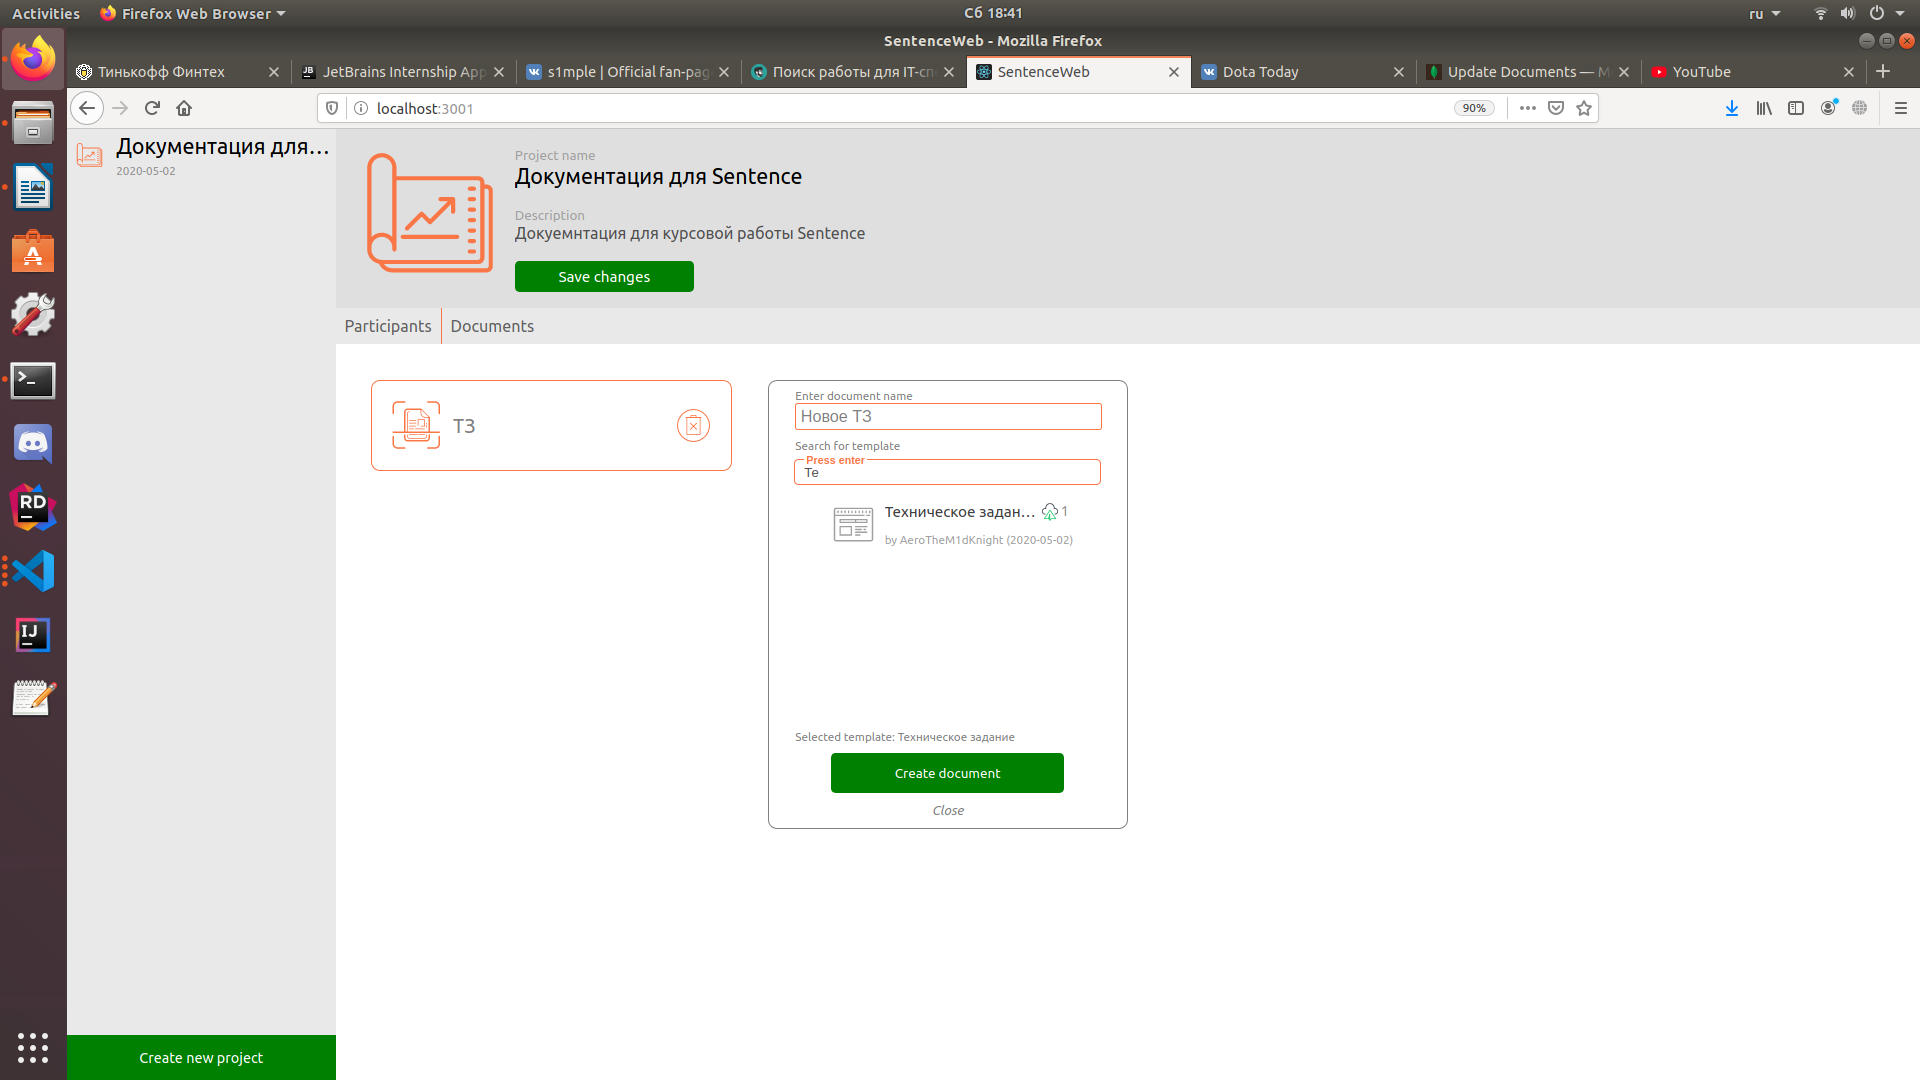 Activities
Firefox Web Browser
Сб 18:41
ru
SentenceWeb - Mozilla Firefox
Тинькофф Финтех
JetBrains Internship App
s1mple | Official fan-pag
Поиск работы для IT-сп
SentenceWeb
Dota Today
Update Documents — M
YouTube
localhost:3001
90%
Документация для...
2020-05-02
Project name
Документация для Sentence
Description
Докуемнтация для курсовой работы Sentence
Save changes
Participants
Documents
ТЗ
Enter document name
Новое ТЗ
Search for template
Press enter
Те
Техническое задан... 1
by AeroTheM1dKnight (2020-05-02)
Selected template: Техническое задание
Create document
Close
Create new project
JB
RD
IJ